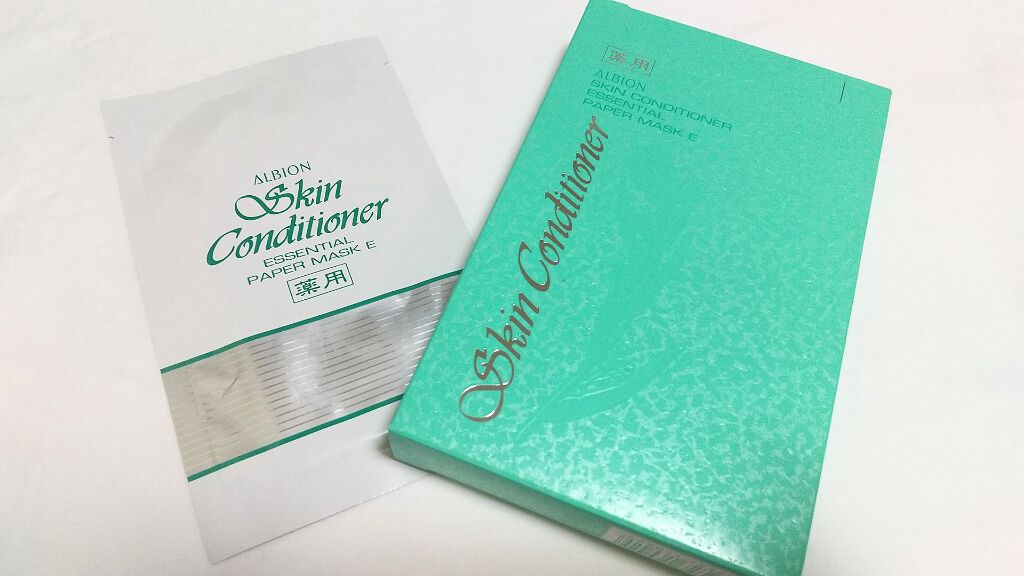 ALBION
Skin
Conditioner
ESSENTIAL
PAPER MASK E
薬用
薬用
ALBION
SKIN CONDITIONER
ESSENTIAL
PAPER MASK E
Skin Conditioner